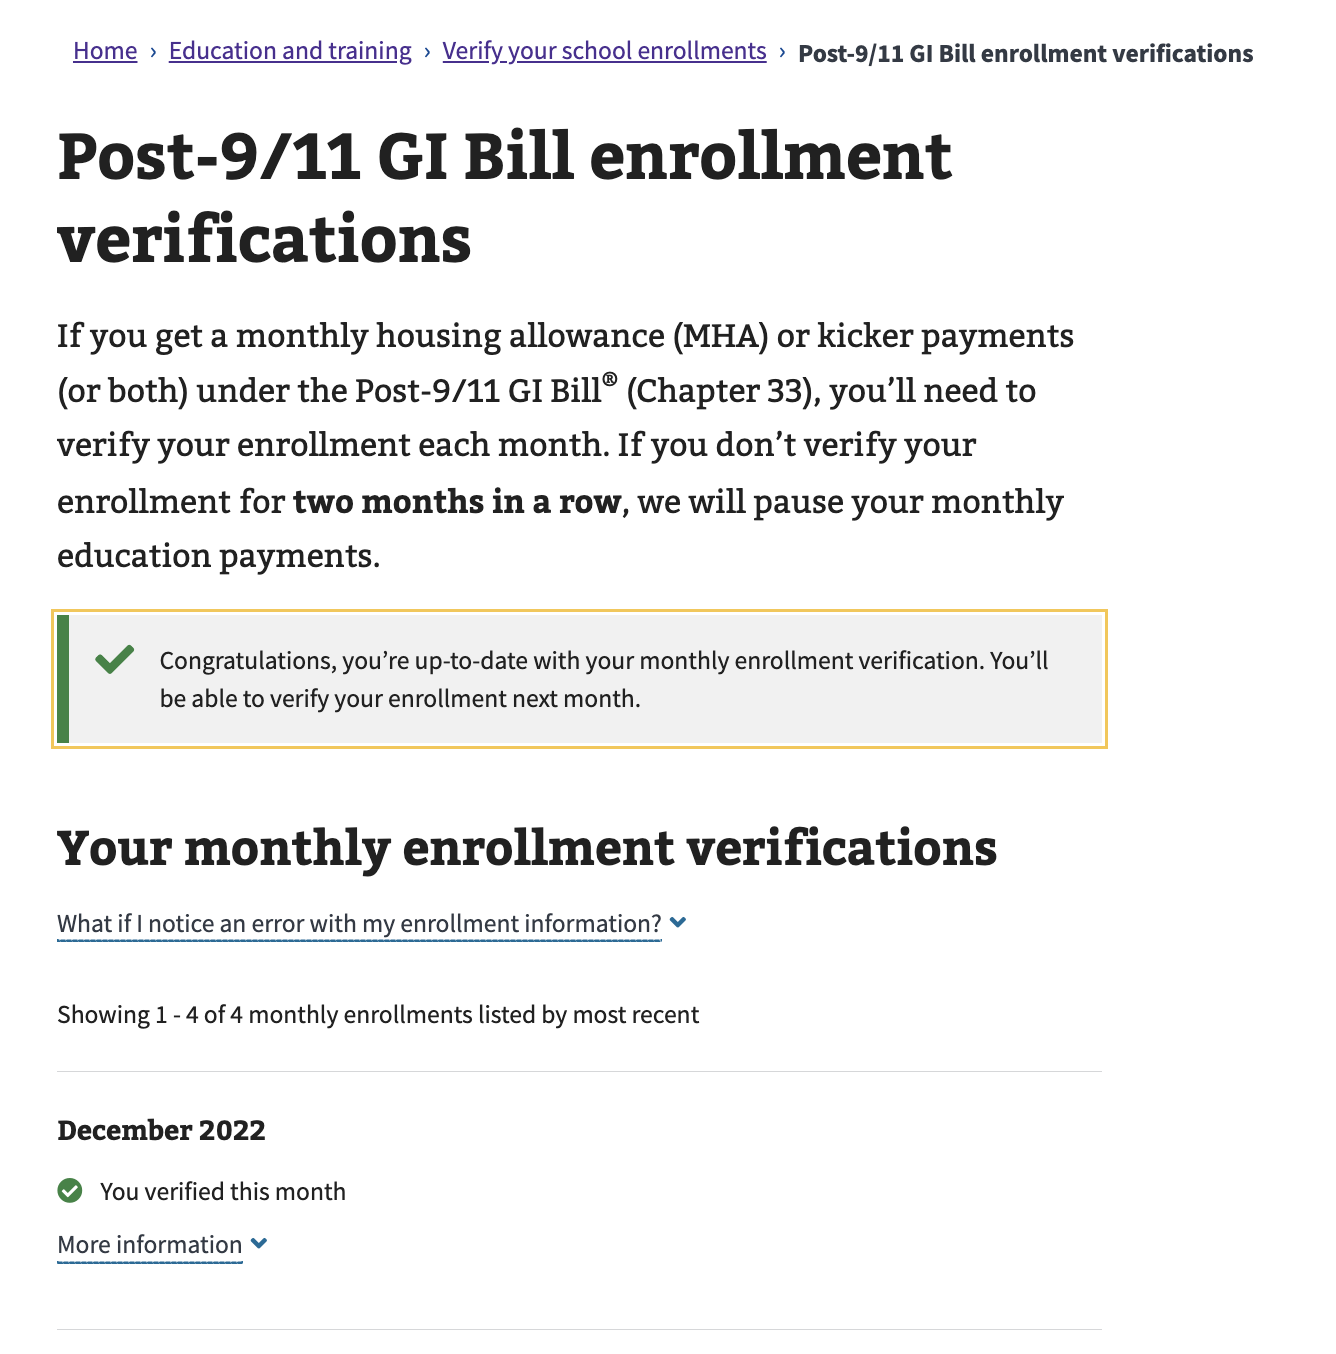 Home › Education and training › Verify your school enrollments › Post-9/11 GI Bill enrollment verifications
Post-9/11 GI Bill enrollment
verifications
If you get a monthly housing allowance (MHA) or kicker payments
(or both) under the Post-9/11 GI Bill® (Chapter 33), you’ll need to
verify your enrollment each month. If you don’t verify your
enrollment for two months in a row, we will pause your monthly
education payments.
Congratulations, you’re up-to-date with your monthly enrollment verification. You’ll
be able to verify your enrollment next month.
Your monthly enrollment verifications
What if I notice an error with my enrollment information?
Showing 1 - 4 of 4 monthly enrollments listed by most recent
December 2022
You verified this month
More information